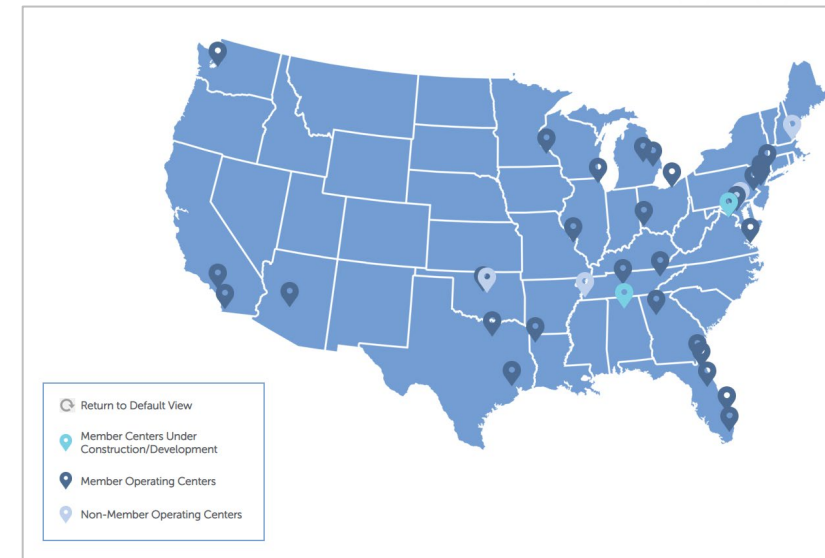 Return to Default View
Member Centers Under
Construction/Development
Member Operating Centers
Non-Member Operating Centers